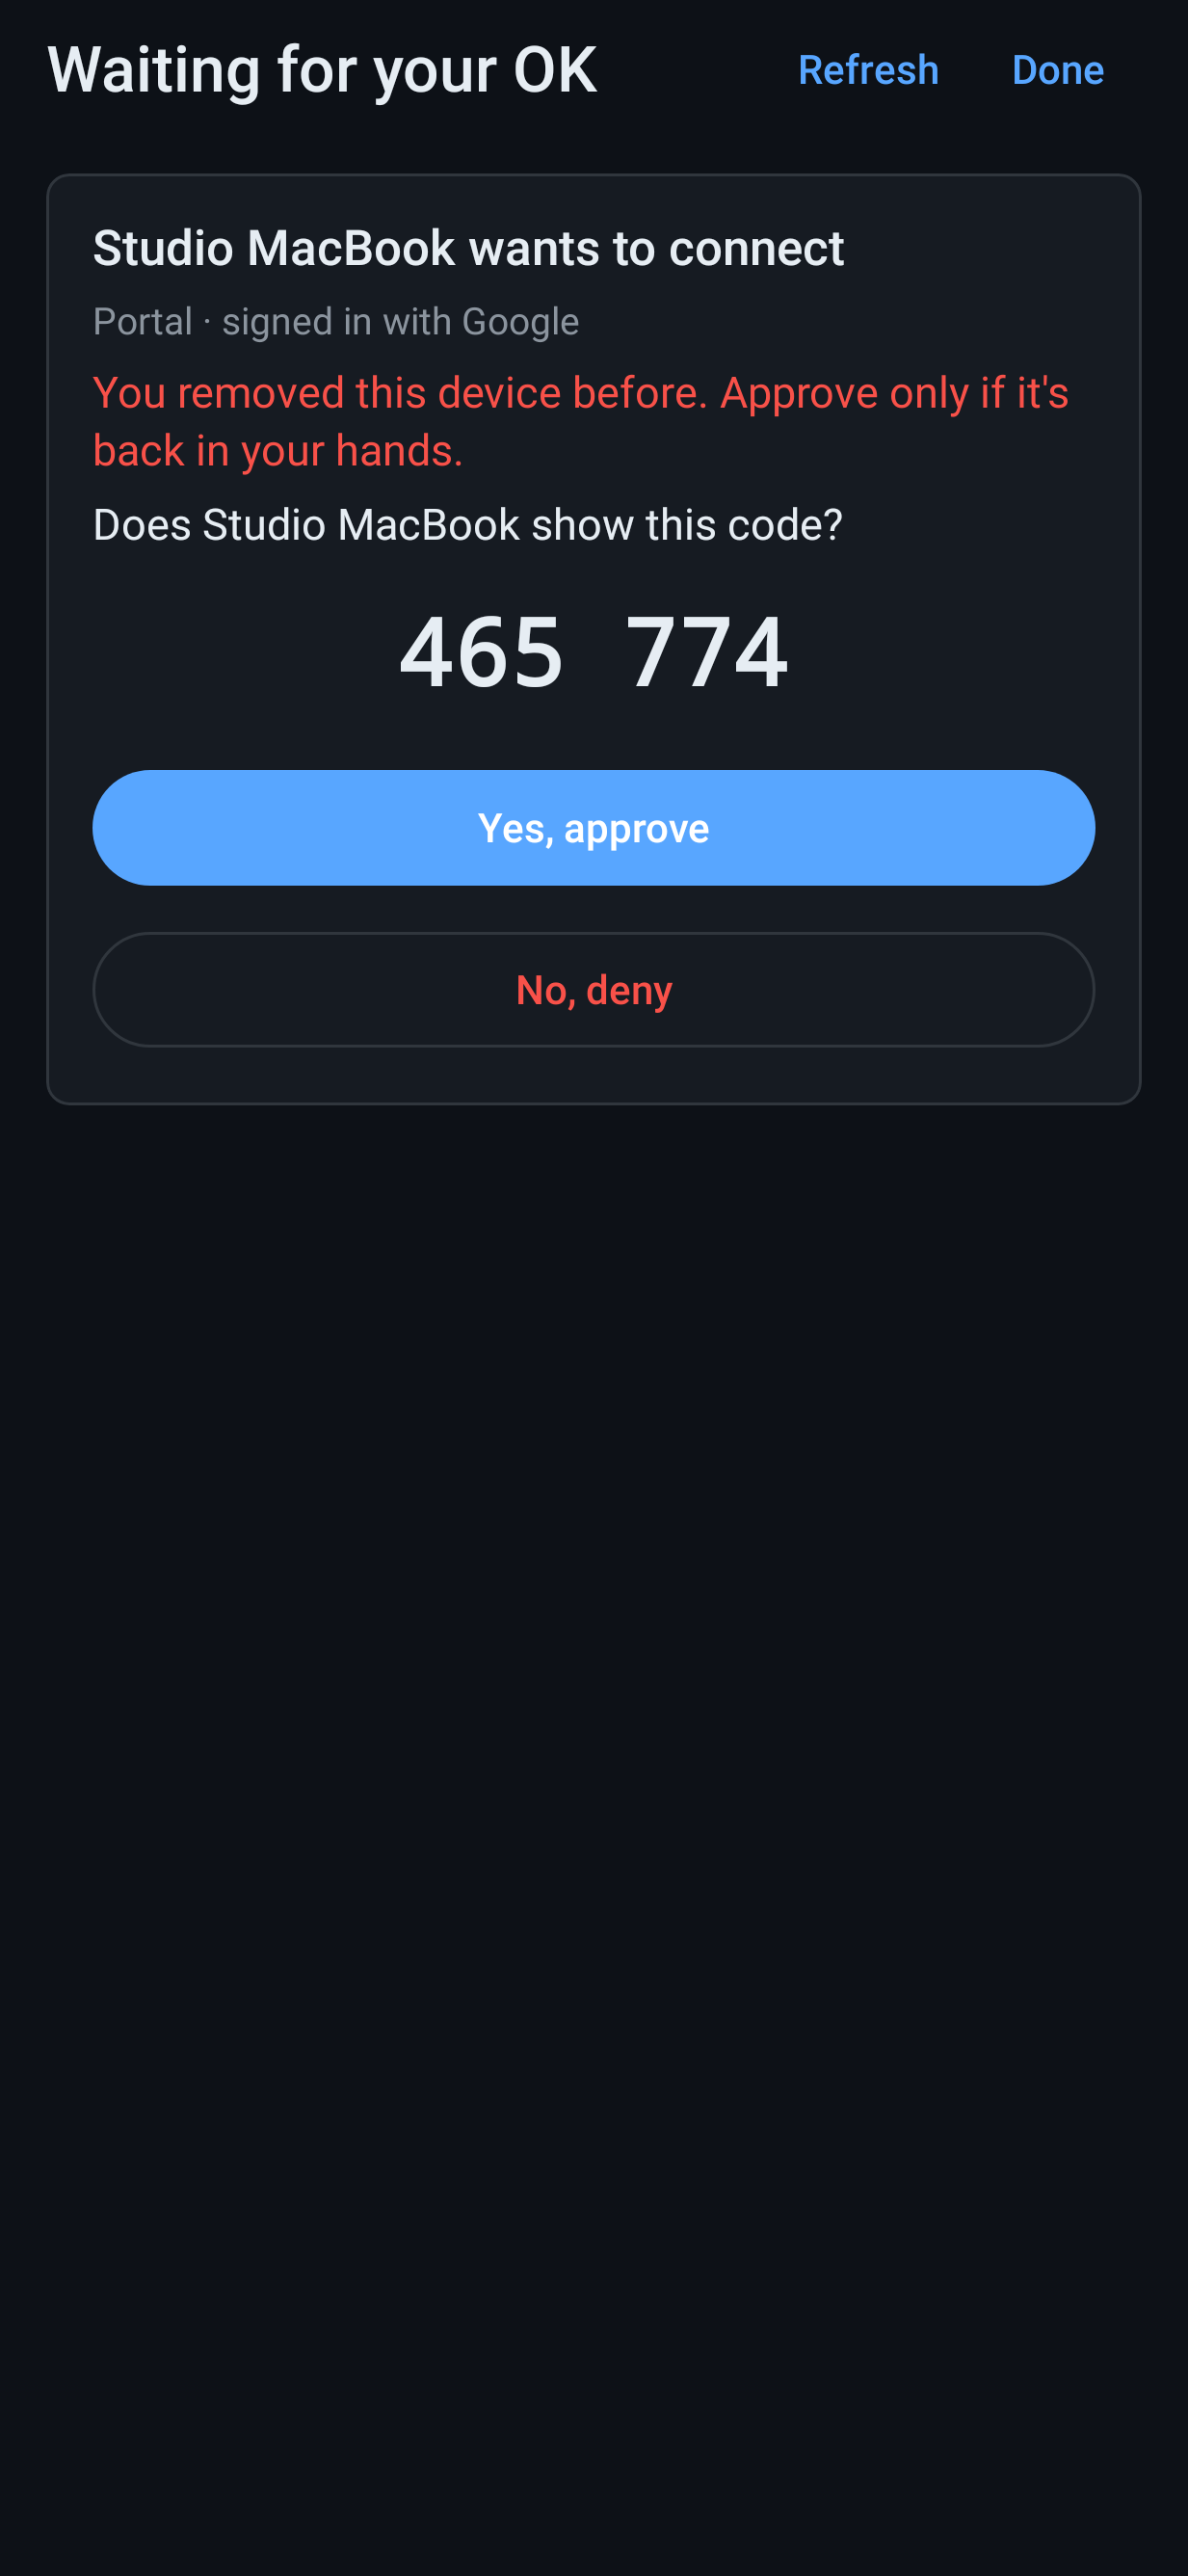 Waiting for your OK
Refresh
Done
Studio MacBook wants to connect
Portal · signed in with Google
You removed this device before. Approve only if it's
back in your hands.
Does Studio MacBook show this code?
465 774
Yes, approve
No, deny